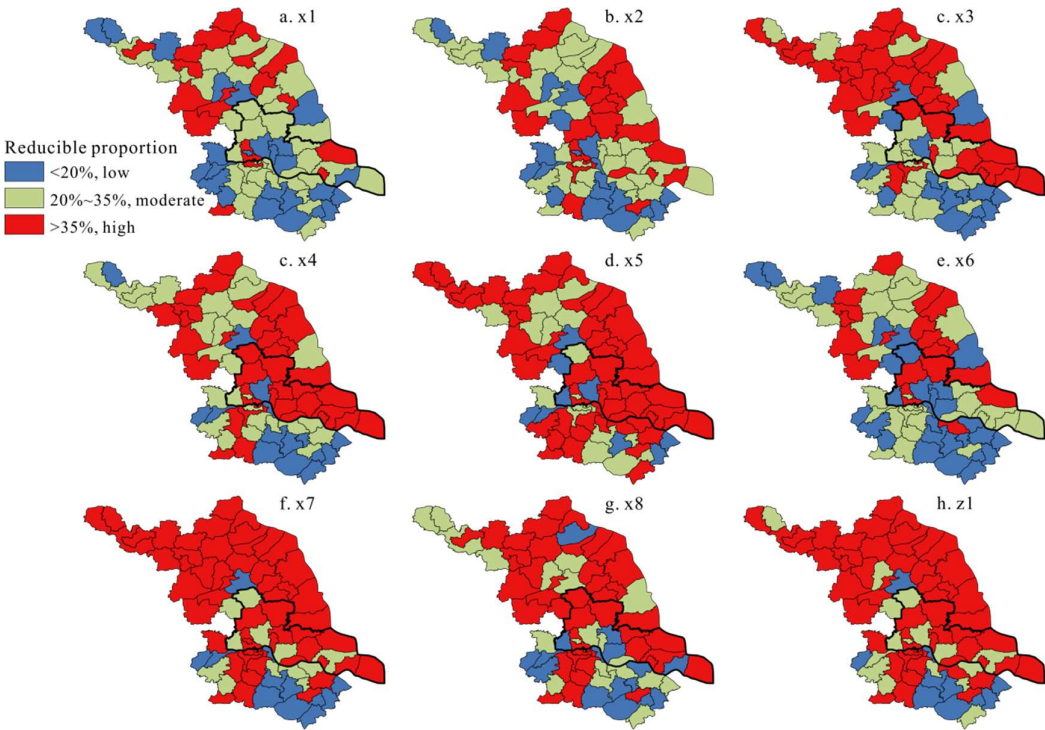 a. x1
b. x2
c. x3
Reducible proportion
<20%, low
20%~35%, moderate
>35%, high
c. x4
d. x5
e. x6
f. x7
g. x8
h. z1